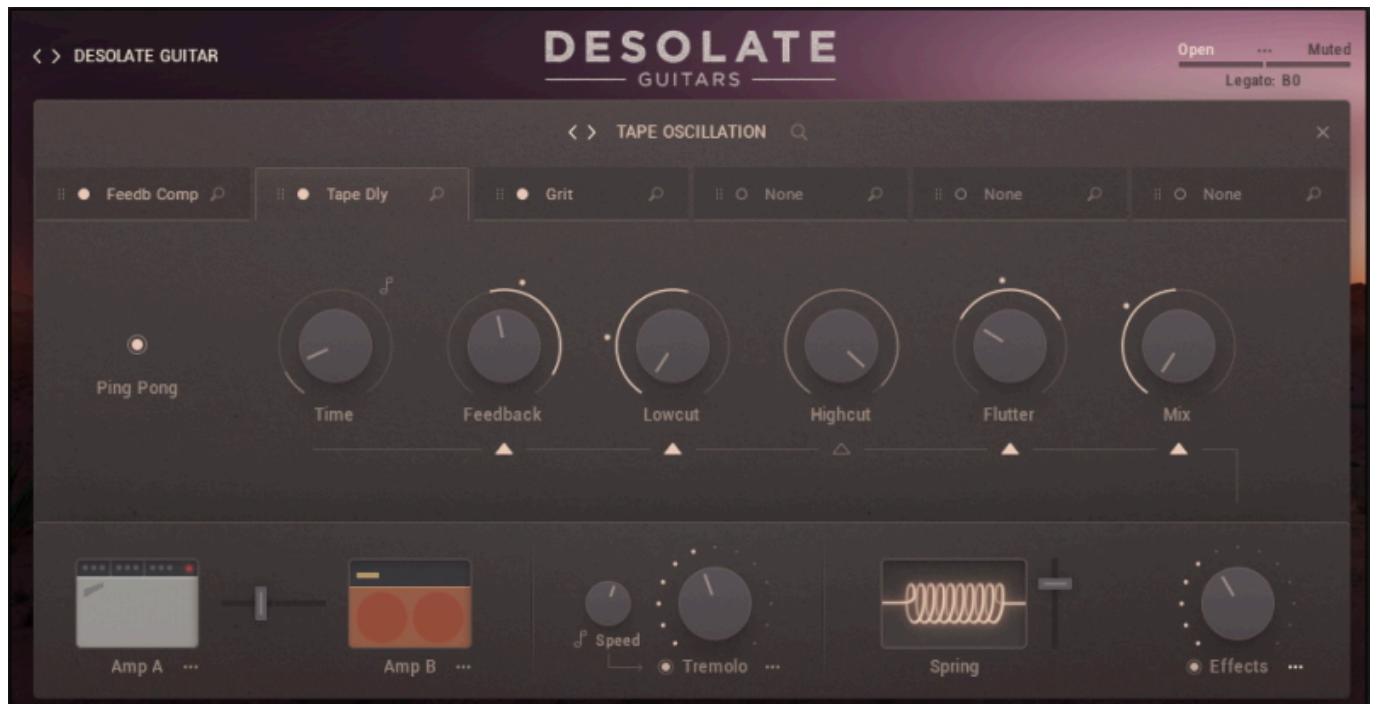 DESOLATE GUITAR
DESOLATE
GUITARS
Open ... Muted
Legato: B0
TAPE OSCILLATION
Feedb Comp
Tape Dly
Grit
None
None
None
Ping Pong
Time
Feedback
Lowcut
Highcut
Flutter
Mix
Amp A ...
Amp B ...
Speed
Tremolo ...
Spring
Effects ...